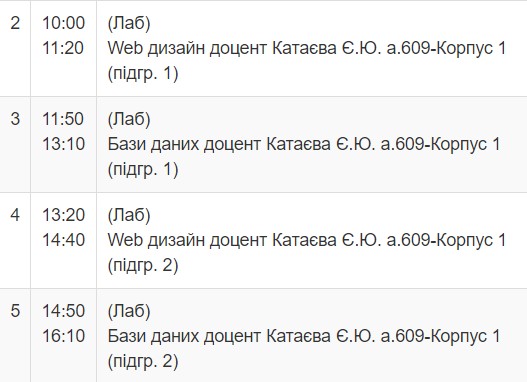 2 10:00 (Лаб)
11:20 Web дизайн доцент Катаєва Є.Ю. а.609-Корпус 1
(підгр. 1)
3 11:50 (Лаб)
13:10 Бази даних доцент Катаєва Є.Ю. а.609-Корпус 1
(підгр. 1)
4 13:20 (Лаб)
14:40 Web дизайн доцент Катаєва Є.Ю. а.609-Корпус 1
(підгр. 2)
5 14:50 (Лаб)
16:10 Бази даних доцент Катаєва Є.Ю. а.609-Корпус 1
(підгр. 2)